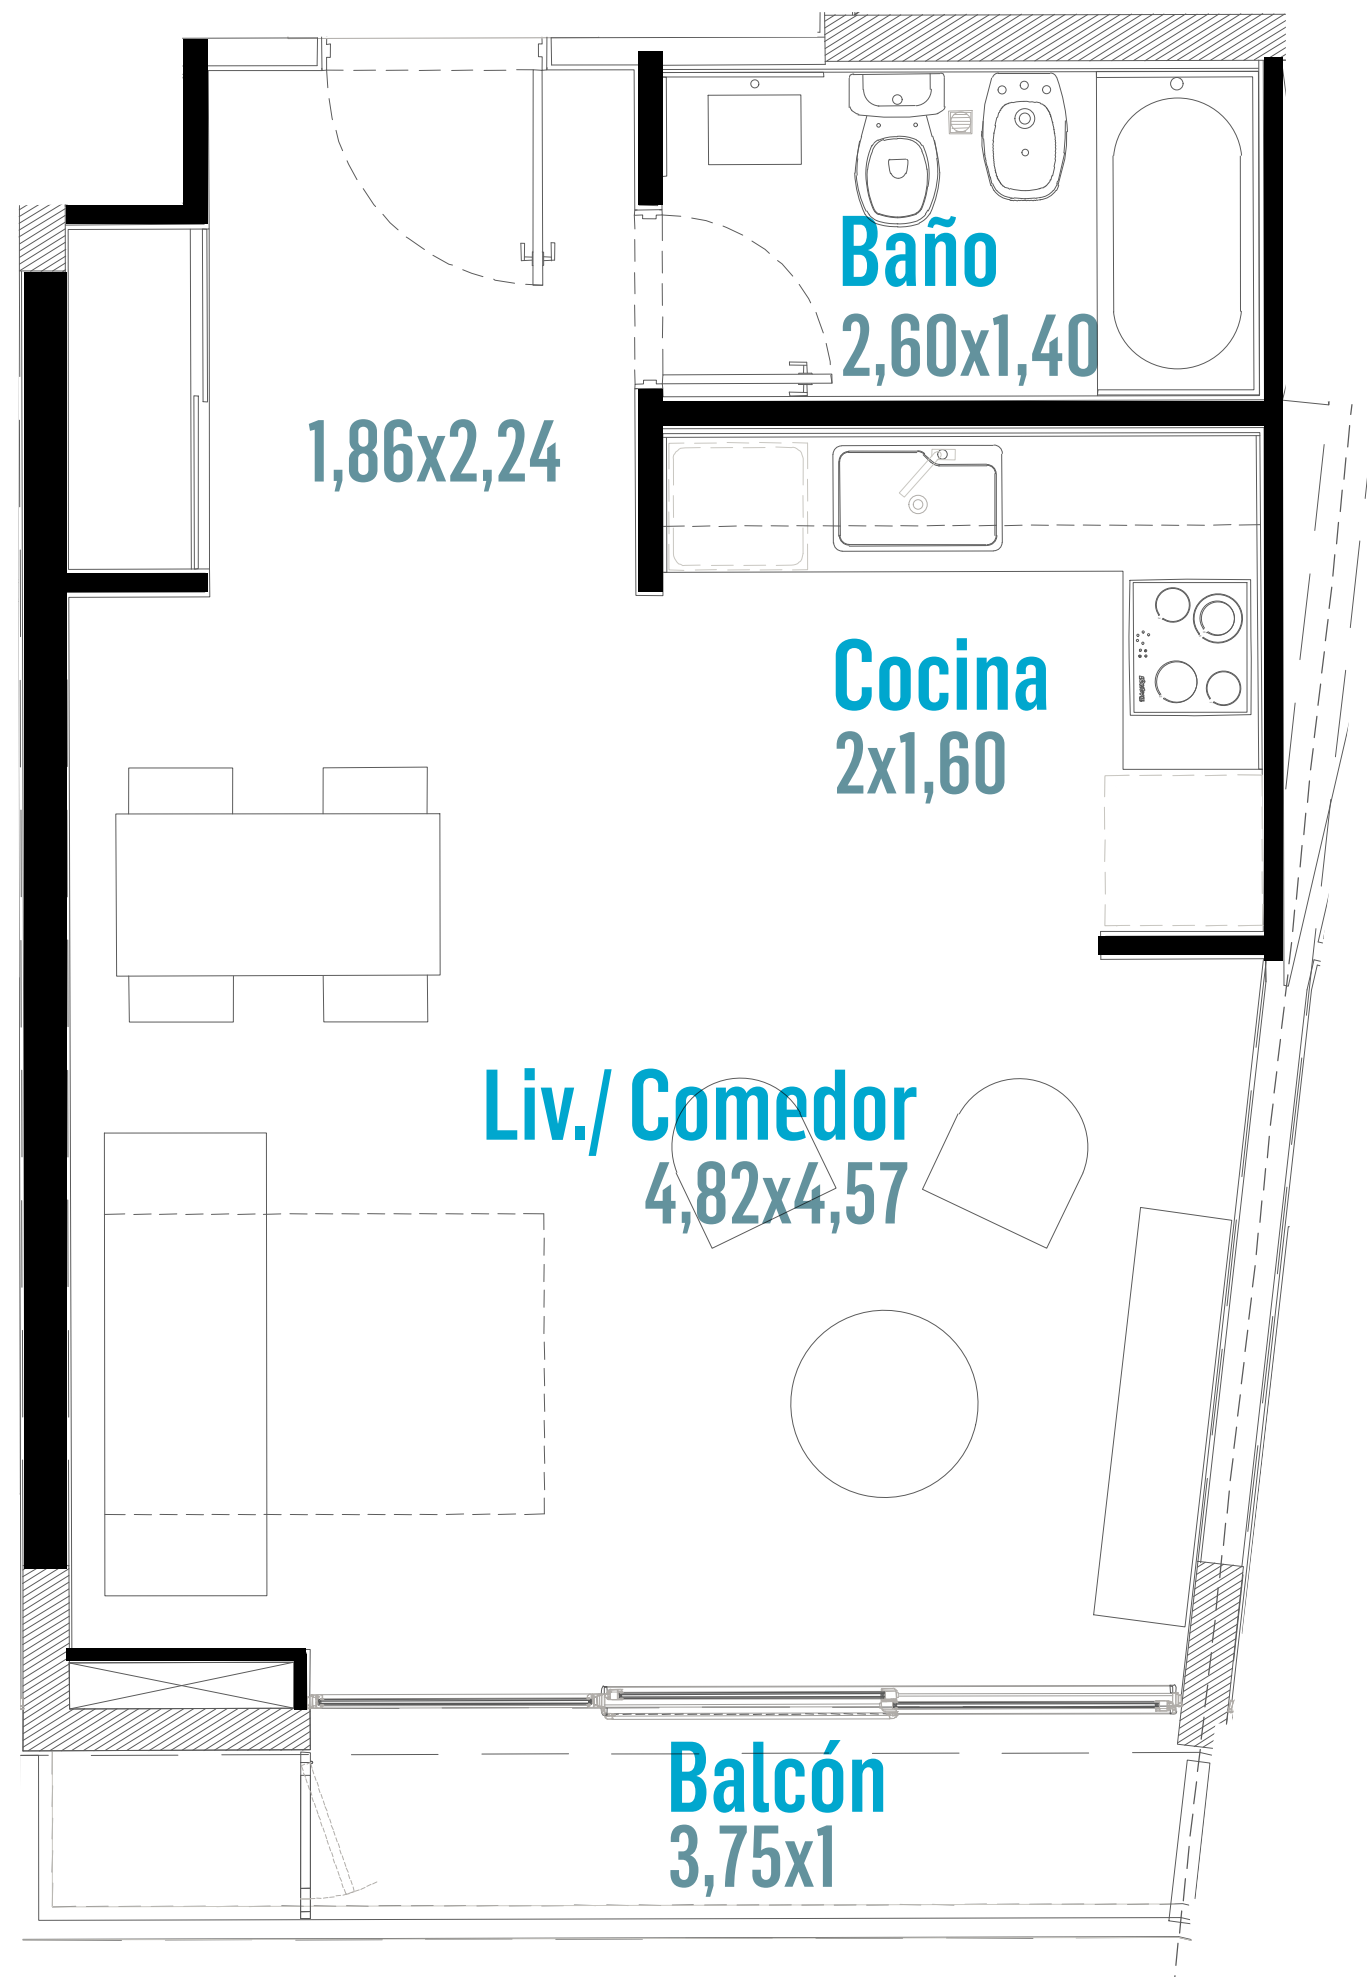 Baño
2,60x1,40
1,86x2,24
Cocina
2x1,60
Liv./ Comedor
4,82x4,57
Balcón
3,75x1